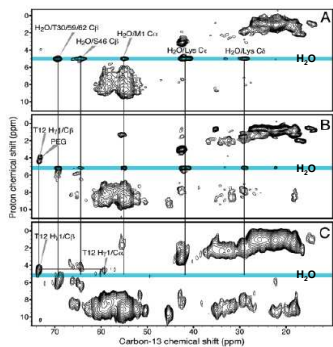 A
H₂O/T30/59/62 Cβ
H₂O/S46 Cβ
H₂O/M1 Cα
H₂O/Lys Cε
H₂O/Lys Cδ
0
2
4
6
8
10
H₂O
B
T12 Hγ1/Cβ
PEG
0
2
4
6
8
10
H₂O
Proton chemical shift (ppm)
C
T12 Hγ1/Cβ
T12 Hγ1/Cα
0
2
4
6
8
10
H₂O
70 60 50 40 30 20
Carbon-13 chemical shift (ppm)